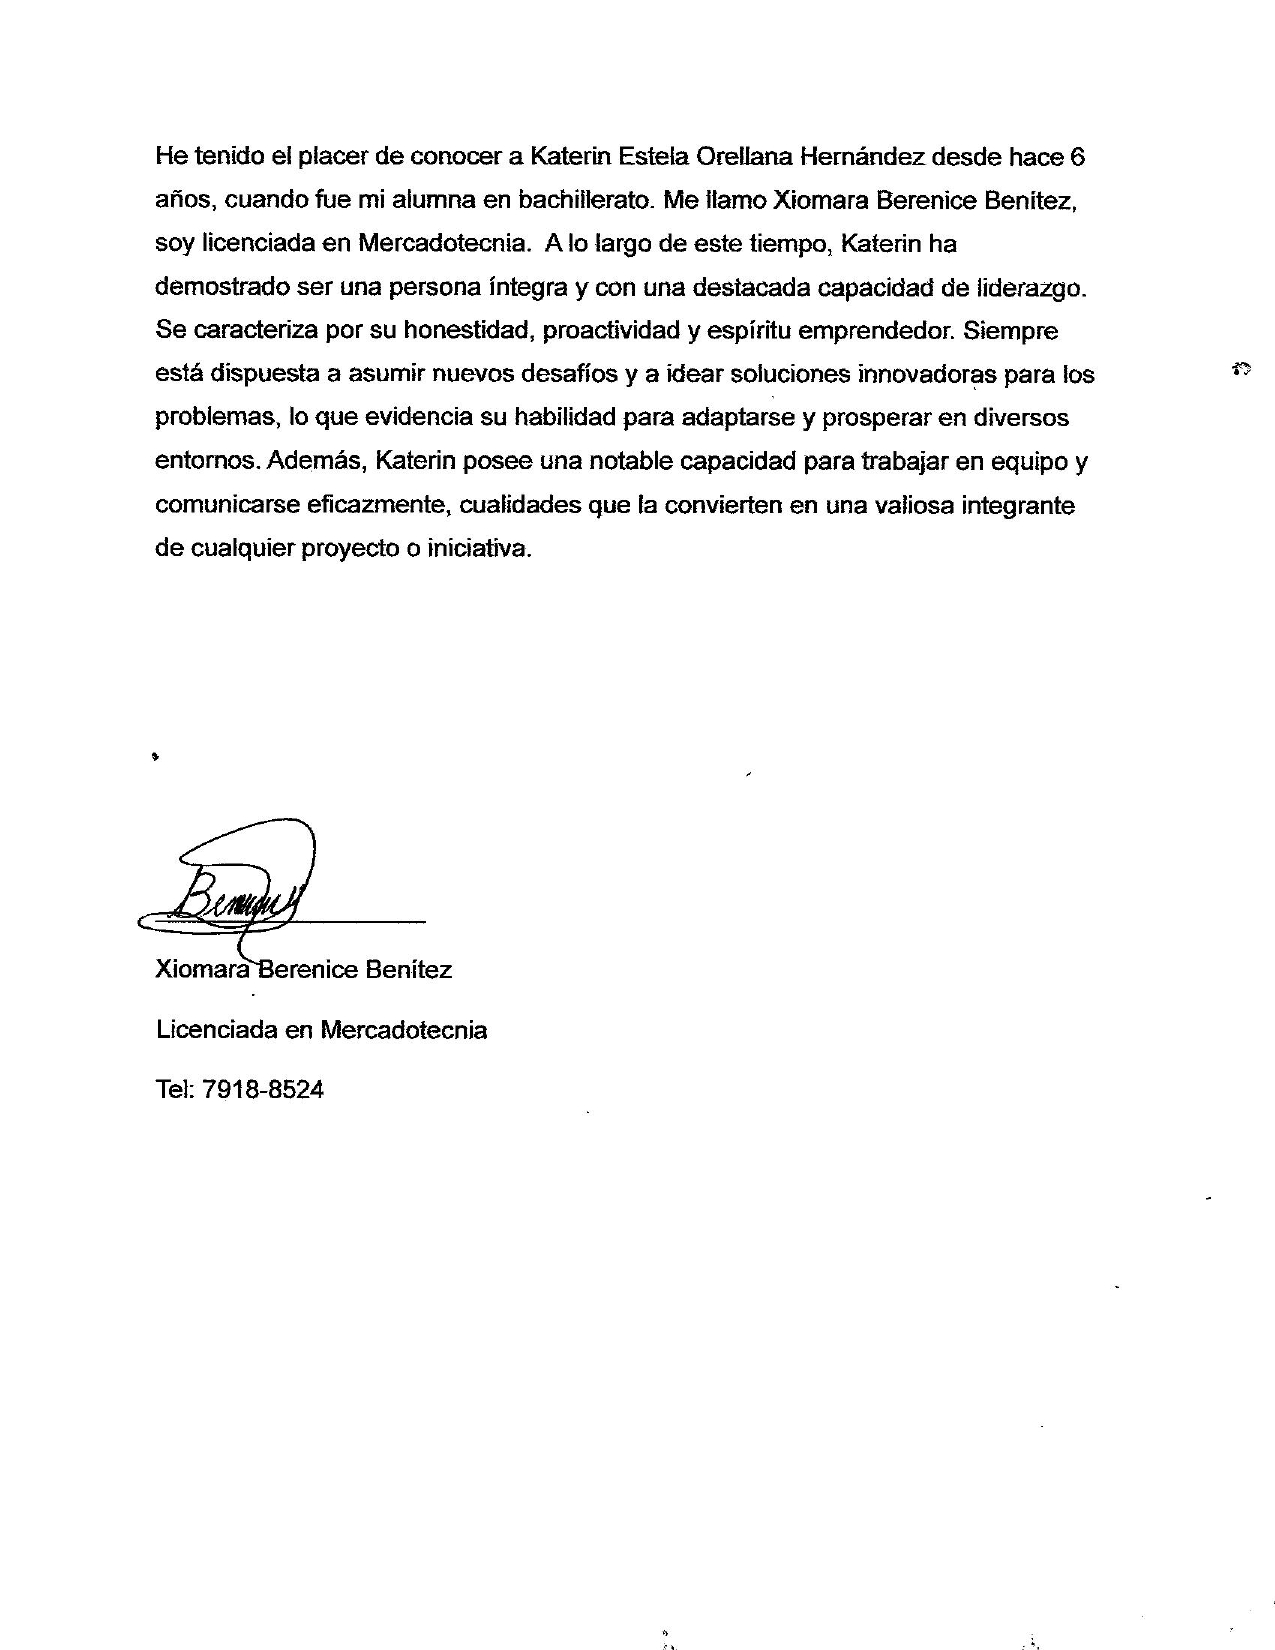 He tenido el placer de conocer a Katerin Estela Orellana Hernández desde hace 6
años, cuando fue mi alumna en bachillerato. Me llamo Xiomara Berenice Benítez,
soy licenciada en Mercadotecnia. A lo largo de este tiempo, Katerin ha
demostrado ser una persona íntegra y con una destacada capacidad de liderazgo.
Se caracteriza por su honestidad, proactividad y espíritu emprendedor. Siempre
está dispuesta a asumir nuevos desafíos y a idear soluciones innovadoras para los
problemas, lo que evidencia su habilidad para adaptarse y prosperar en diversos
entornos. Además, Katerin posee una notable capacidad para trabajar en equipo y
comunicarse eficazmente, cualidades que la convierten en una valiosa integrante
de cualquier proyecto o iniciativa.
Xiomara Berenice Benítez
Licenciada en Mercadotecnia
Tel: 7918-8524